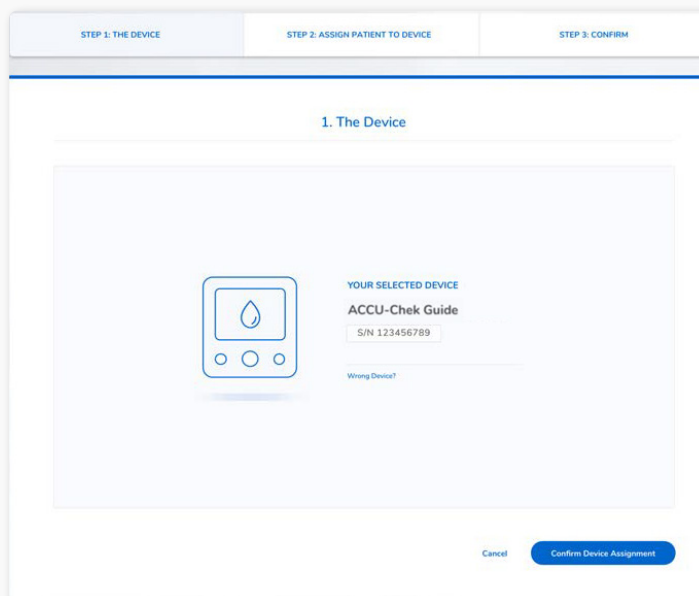 STEP 1: THE DEVICE
STEP 2: ASSIGN PATIENT TO DEVICE
STEP 3: CONFIRM
1. The Device
YOUR SELECTED DEVICE
ACCU-Chek Guide
S/N 123456789
Wrong Device?
Cancel
Confirm Device Assignment